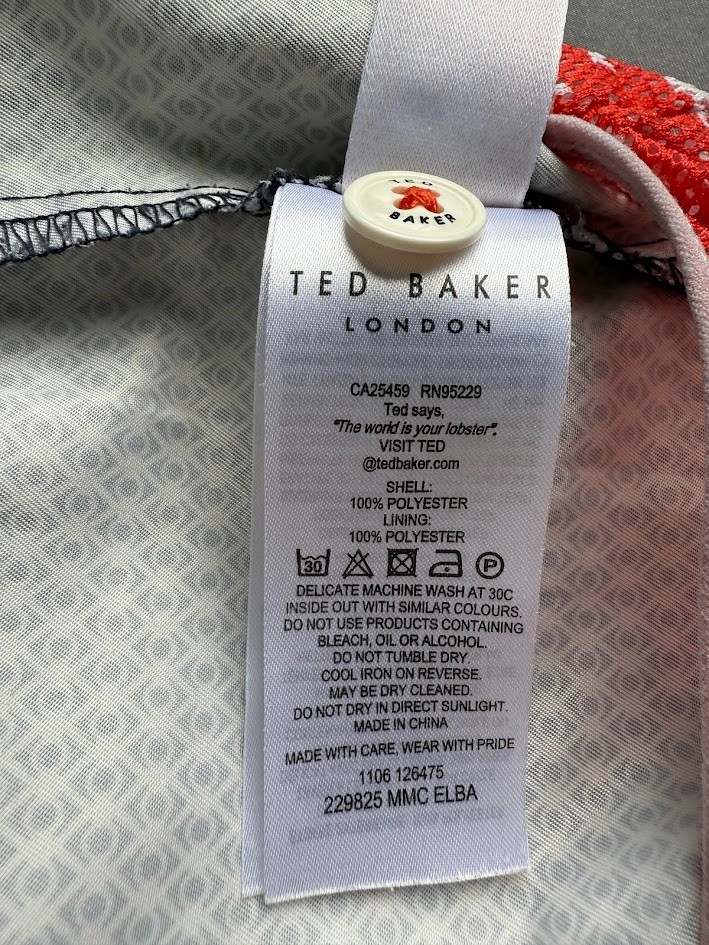 TED
BAKER
TED BAKER
LONDON
CA25459 RN95229
Ted says,
"The world is your lobster".
VISIT TED
@tedbaker.com
SHELL:
100% POLYESTER
LINING:
100% POLYESTER
30 P
DELICATE MACHINE WASH AT 30C
INSIDE OUT WITH SIMILAR COLOURS.
DO NOT USE PRODUCTS CONTAINING
BLEACH, OIL OR ALCOHOL.
DO NOT TUMBLE DRY.
COOL IRON ON REVERSE.
MAY BE DRY CLEANED.
DO NOT DRY IN DIRECT SUNLIGHT.
MADE IN CHINA
MADE WITH CARE, WEAR WITH PRIDE
1106 126475
229825 MMC ELBA